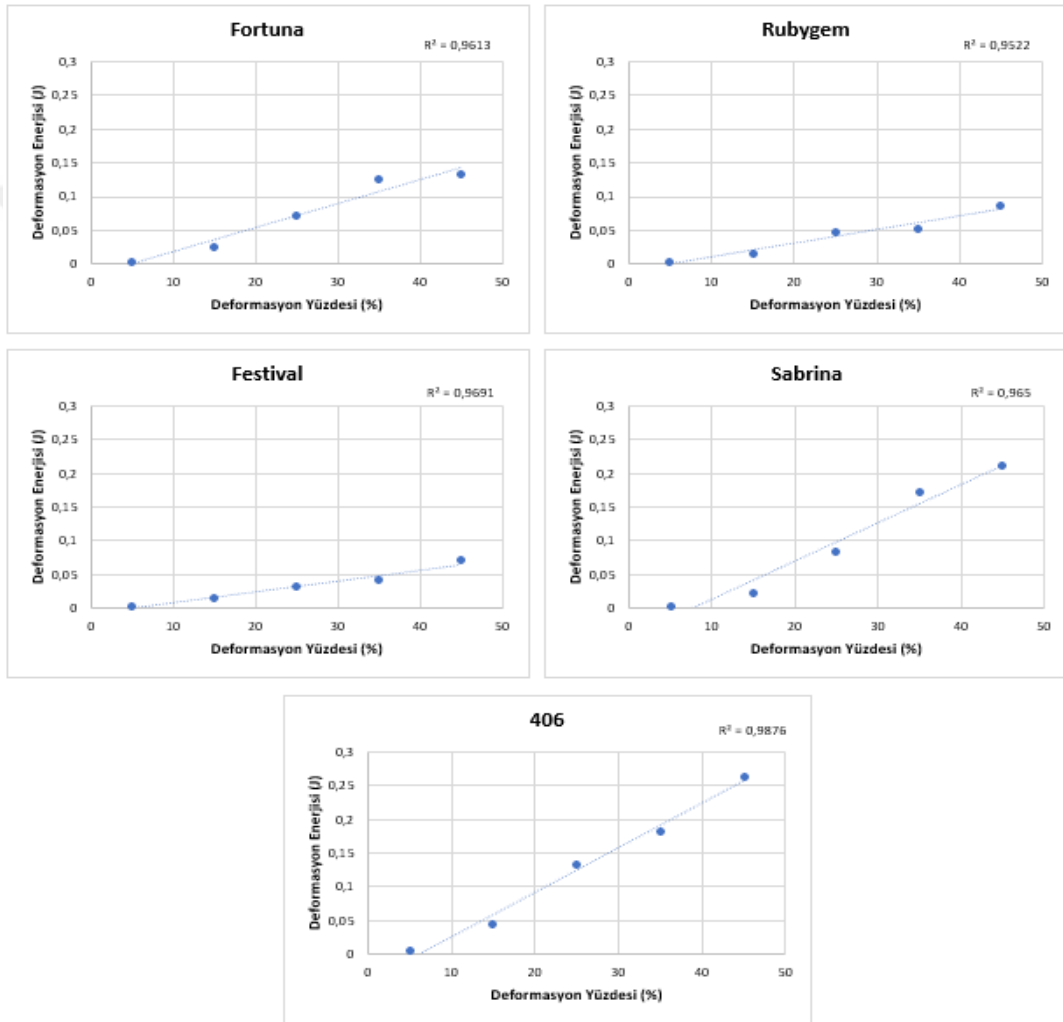 Fortuna
R² = 0,9613
0,3
0,25
0,2
0,15
0,1
0,05
0
Deformasyon Enerjisi (J)
0 10 20 30 40 50
Deformasyon Yüzdesi (%)
Rubygem
R² = 0,9522
0,3
0,25
0,2
0,15
0,1
0,05
0
Deformasyon Enerjisi (J)
0 10 20 30 40 50
Deformasyon Yüzdesi (%)
Festival
R² = 0,9691
0,3
0,25
0,2
0,15
0,1
0,05
0
Deformasyon Enerjisi (J)
0 10 20 30 40 50
Deformasyon Yüzdesi (%)
Sabrina
R² = 0,965
0,3
0,25
0,2
0,15
0,1
0,05
0
Deformasyon Enerjisi (J)
0 10 20 30 40 50
Deformasyon Yüzdesi (%)
406
R² = 0,9876
0,3
0,25
0,2
0,15
0,1
0,05
0
Deformasyon Enerjisi (J)
0 10 20 30 40 50
Deformasyon Yüzdesi (%)